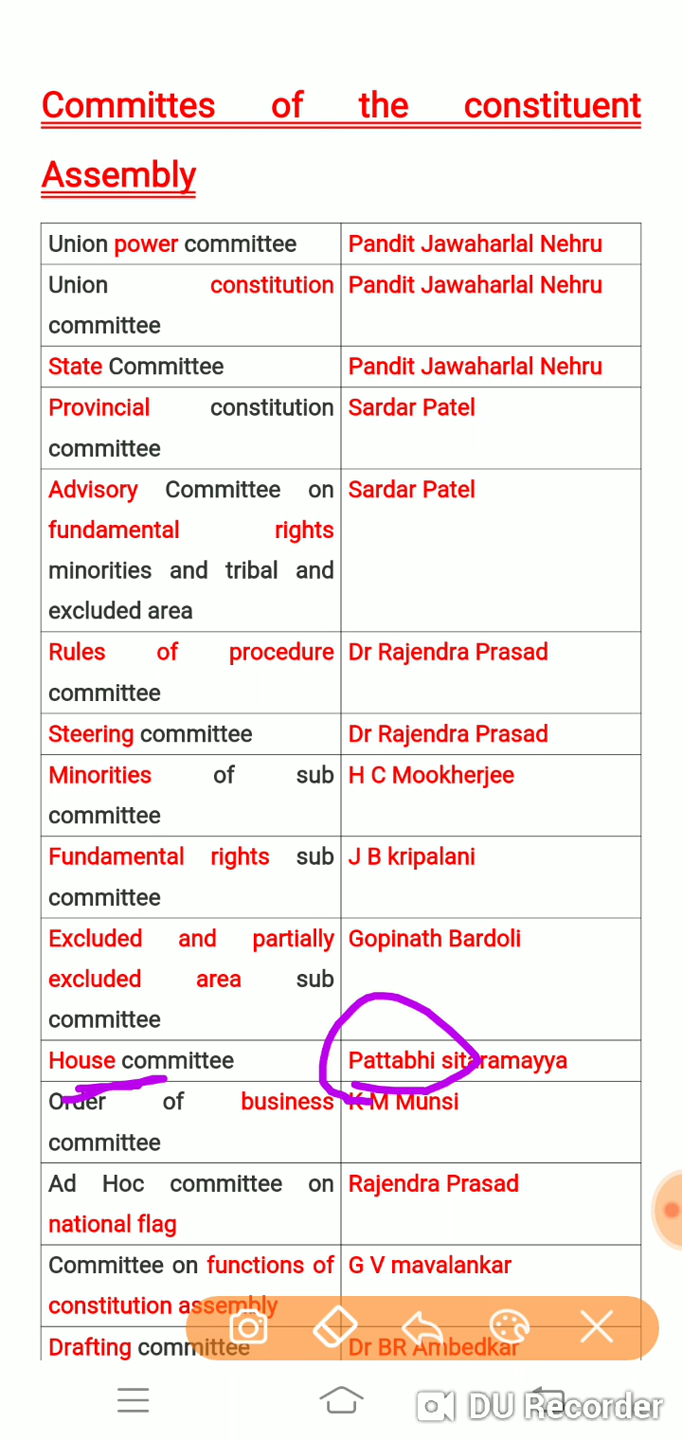 Committes of the constituent
Assembly
Union power committee Pandit Jawaharlal Nehru
Union constitution Pandit Jawaharlal Nehru
committee
State Committee Pandit Jawaharlal Nehru
Provincial constitution Sardar Patel
committee
Advisory Committee on Sardar Patel
fundamental rights
minorities and tribal and
excluded area
Rules of procedure Dr Rajendra Prasad
committee
Steering committee Dr Rajendra Prasad
Minorities of sub H C Mookherjee
committee
Fundamental rights sub J B kripalani
committee
Excluded and partially Gopinath Bardoli
excluded area sub
committee
House committee Pattabhi sitaramayya
Order of business K M Munsi
committee
Ad Hoc committee on Rajendra Prasad
national flag
Committee on functions of G V mavalankar
constitution assembly
Drafting committee Dr BR Ambedkar
DU Recorder